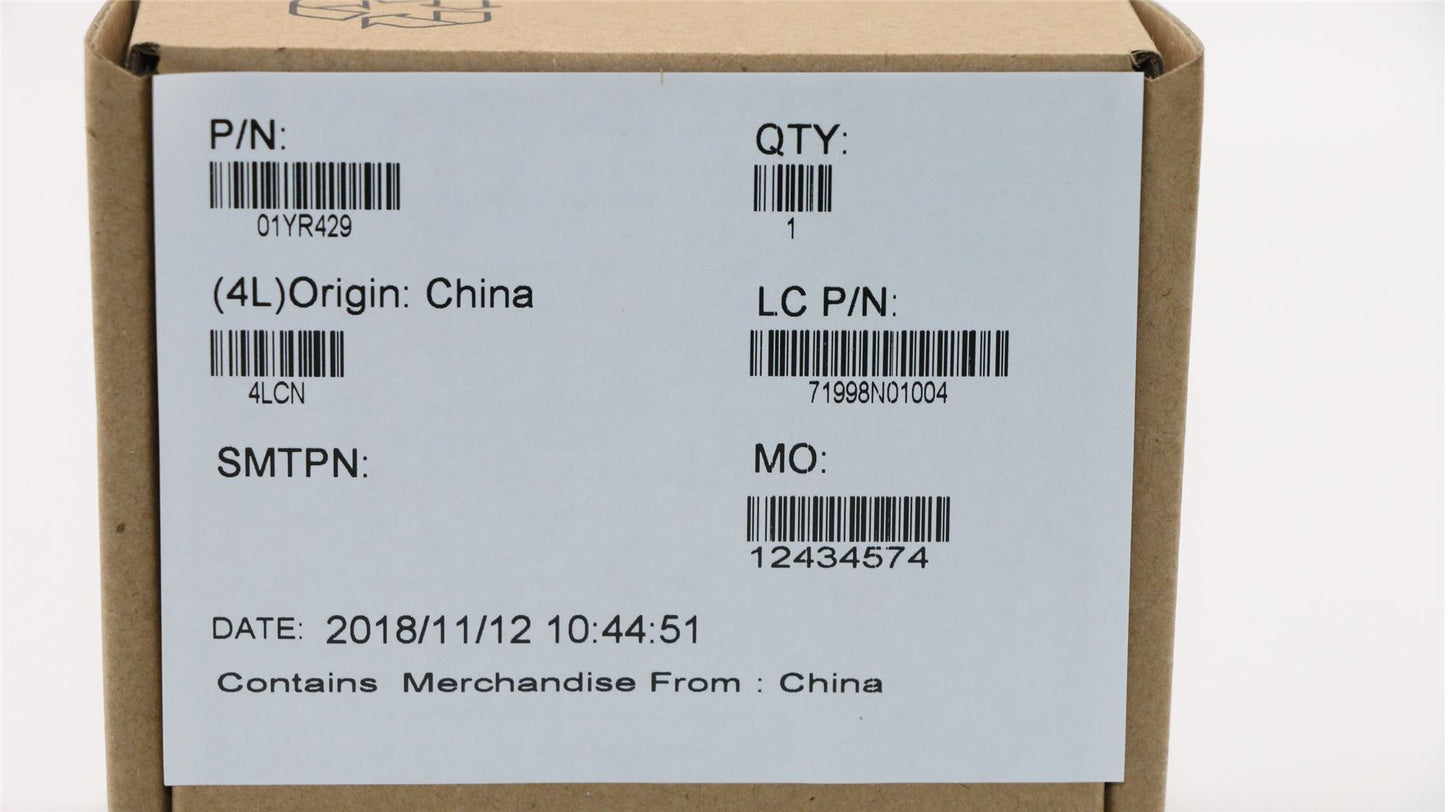 P/N:
01YR429
QTY:
1
(4L)Origin: China
4LCN
LC P/N:
71998N01004
SMTPN:
MO:
12434574
DATE: 2018/11/12 10:44:51
Contains Merchandise From : China